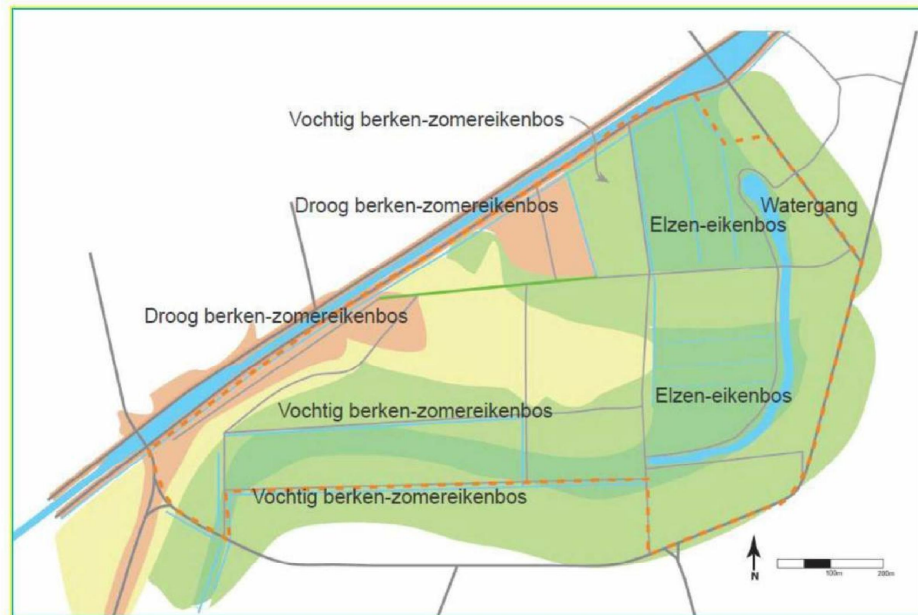 Vochtig berken-zomereikenbos
Droog berken-zomereikenbos
Watergang
Elzen-eikenbos
Droog berken-zomereikenbos
Elzen-eikenbos
Vochtig berken-zomereikenbos
Vochtig berken-zomereikenbos
N
100m
200m